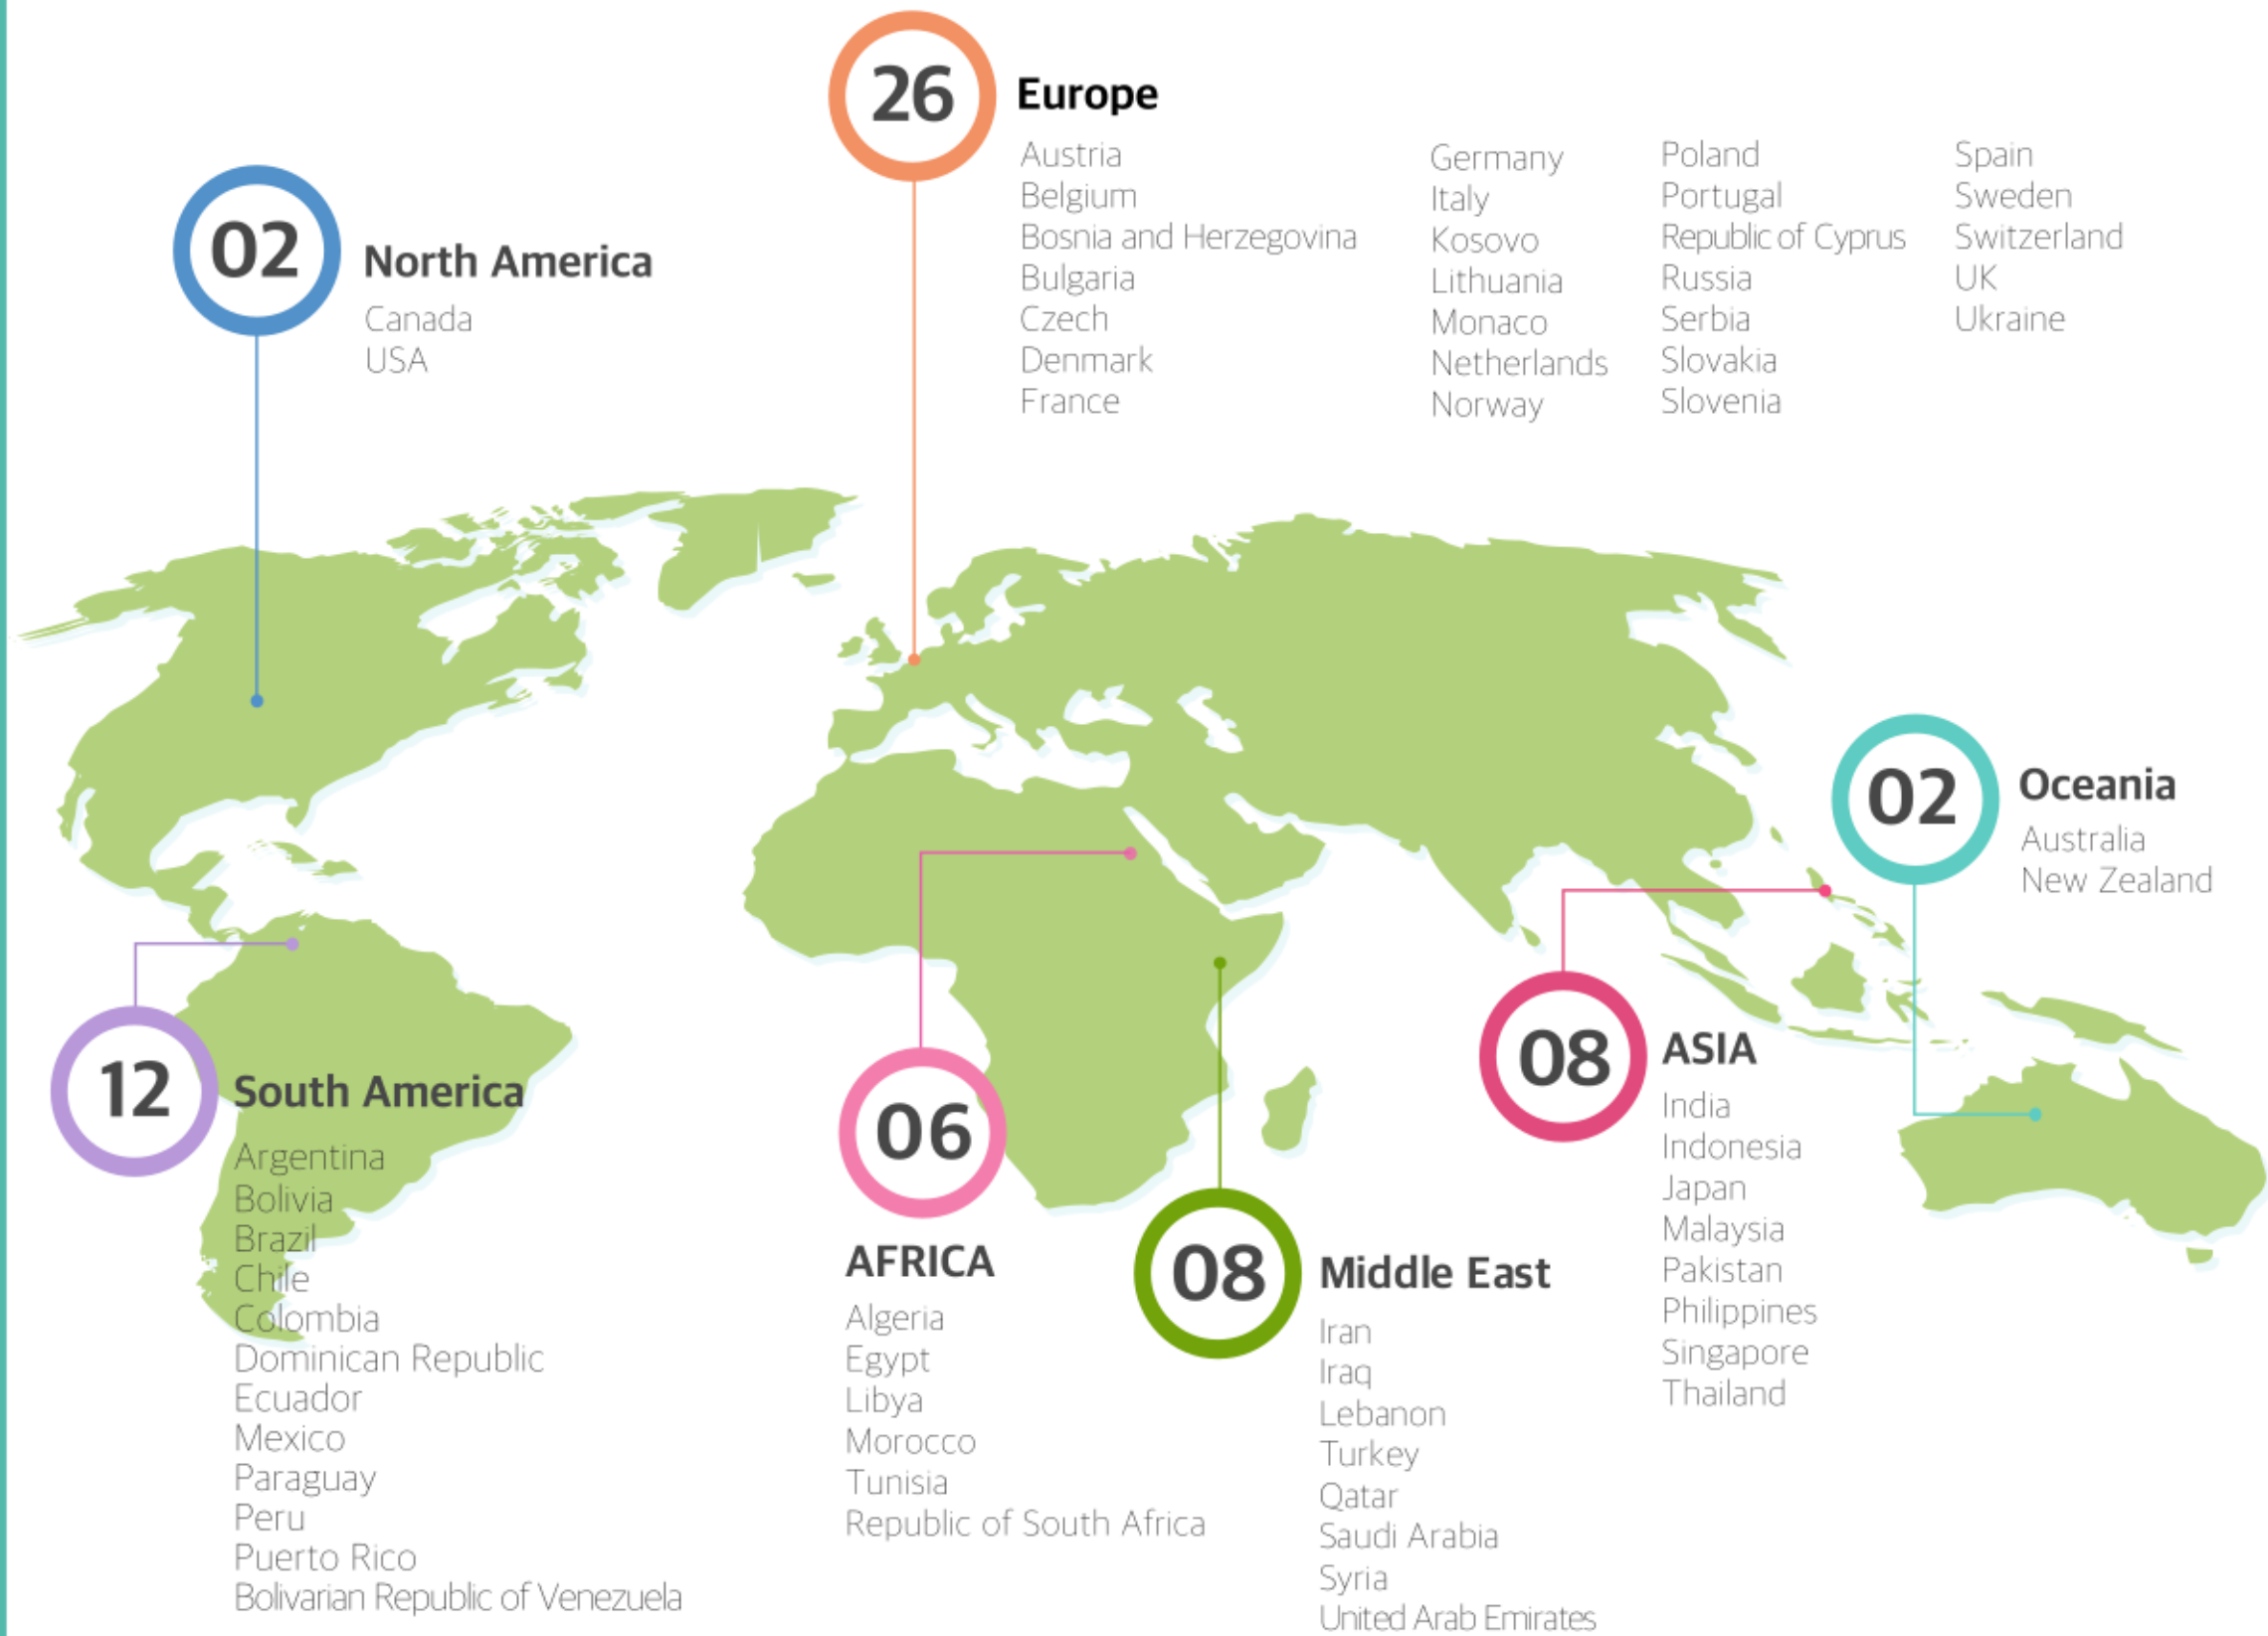 26
Europe
Austria
Belgium
Bosnia and Herzegovina
Bulgaria
Czech
Denmark
France
Germany
Italy
Kosovo
Lithuania
Monaco
Netherlands
Norway
Poland
Portugal
Republic of Cyprus
Russia
Serbia
Slovakia
Slovenia
Spain
Sweden
Switzerland
UK
Ukraine
02
North America
Canada
USA
02
Oceania
Australia
New Zealand
12
South America
Argentina
Bolivia
Brazil
Chile
Colombia
Dominican Republic
Ecuador
Mexico
Paraguay
Peru
Puerto Rico
Bolivarian Republic of Venezuela
06
AFRICA
Algeria
Egypt
Libya
Morocco
Tunisia
Republic of South Africa
08
Middle East
Iran
Iraq
Lebanon
Turkey
Qatar
Saudi Arabia
Syria
United Arab Emirates
08
ASIA
India
Indonesia
Japan
Malaysia
Pakistan
Philippines
Singapore
Thailand